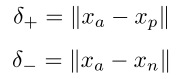 δ₊ = ‖xₐ − xₚ‖
δ₋ = ‖xₐ − xₙ‖